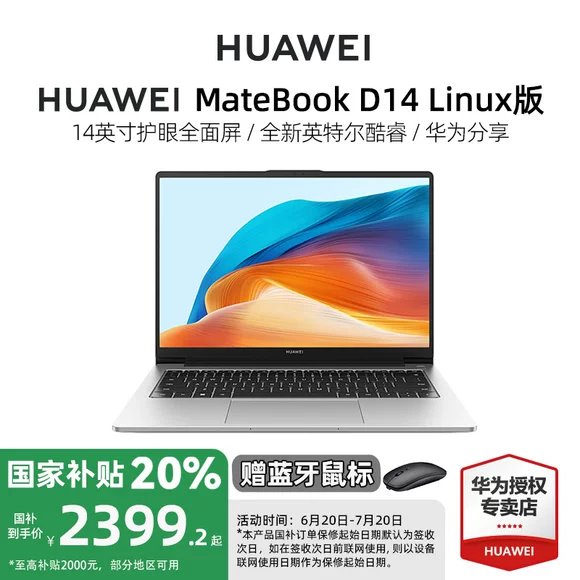 HUAWEI
HUAWEI MateBook D14 Linux版
14英寸护眼全面屏 / 全新英特尔酷睿 / 华为分享
HUAWEI
国家补贴20%
赠蓝牙鼠标
国补
到手价¥2399.2起
*至高补贴2000元，部分地区可用
活动时间：6月20日-7月20日
*本产品国补订单保修起始日期默认为签收
次日，如在签收次日前联网使用，则以设备
联网使用日期作为保修起始日期。
华为授权
专卖店
HUAWEI